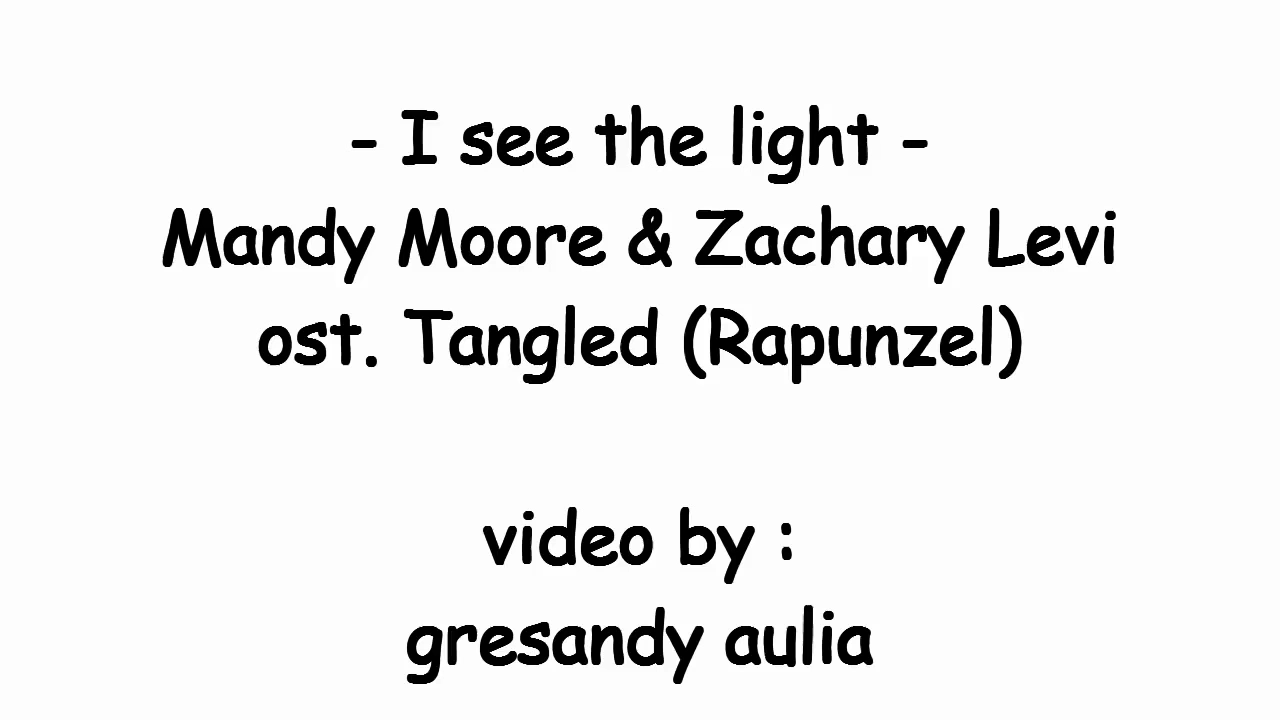 - I see the light -
Mandy Moore & Zachary Levi
ost. Tangled (Rapunzel)
video by :
gresandy aulia